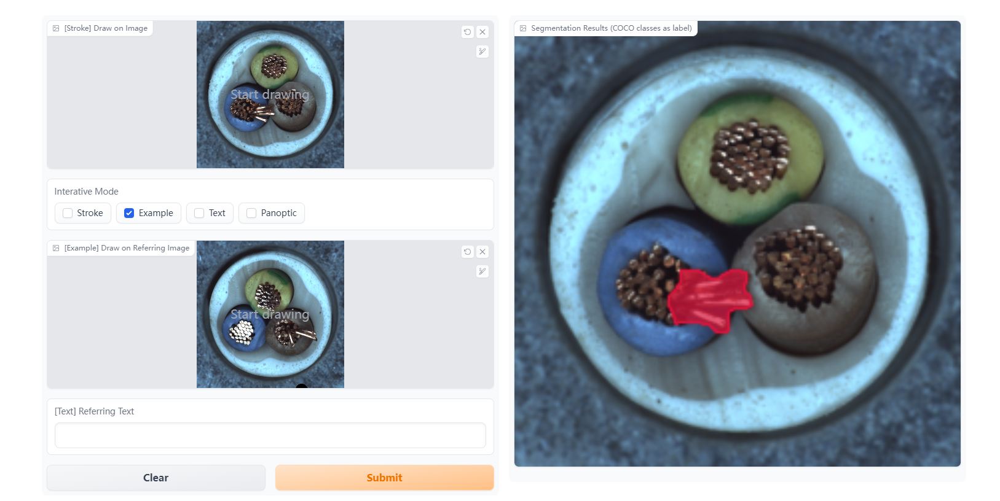 [Stroke] Draw on Image
Start drawing
Interative Mode
Stroke
Example
Text
Panoptic
[Example] Draw on Referring Image
Start drawing
[Text] Referring Text
Clear
Submit
Segmentation Results (COCO classes as label)